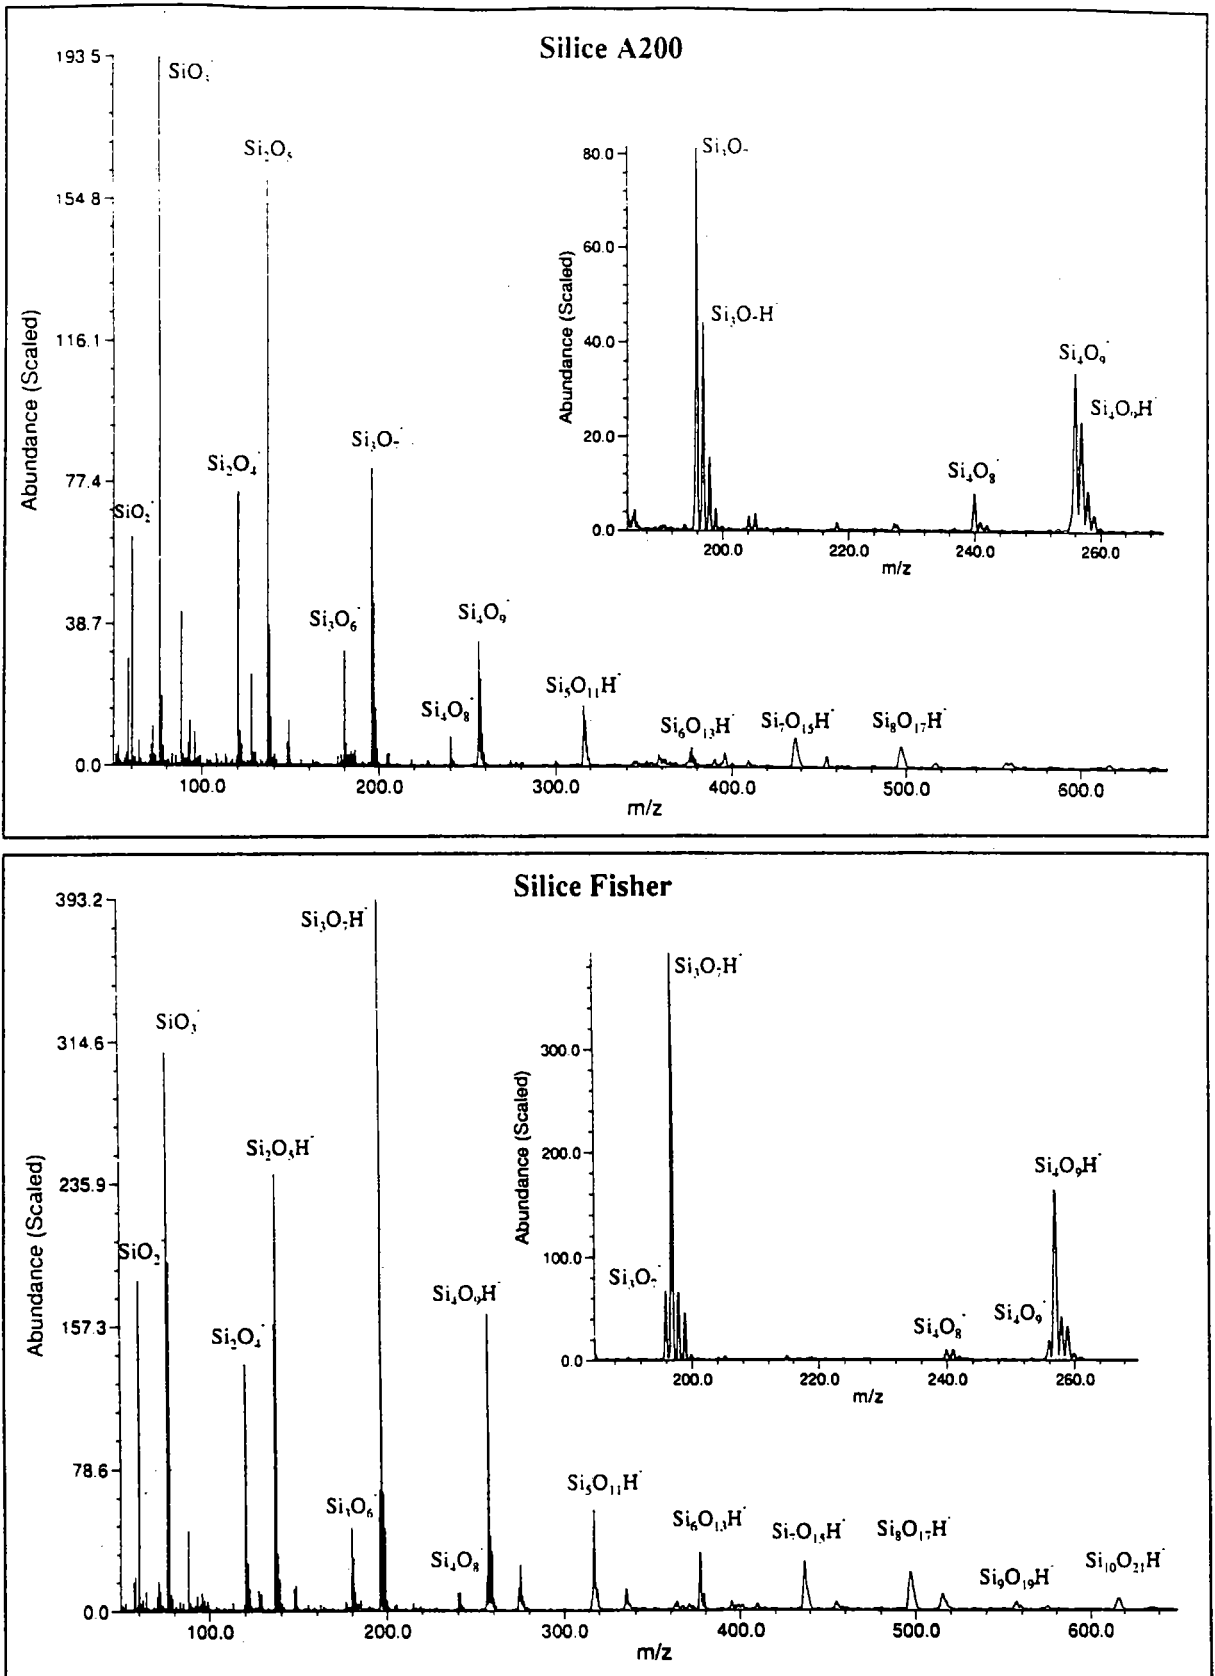 Silice A200
193.5
154.8
116.1
77.4
38.7
0.0
Abundance (Scaled)
SiO₃
Si₂O₅
Si₂O₄⁻
SiO₂⁻
Si₃O₇⁻
Si₃O₆⁻
Si₄O₈⁻
Si₄O₉⁻
Si₅O₁₁H⁻
Si₆O₁₃H⁻
Si₇O₁₅H⁻
Si₈O₁₇H⁻
100.0 200.0 300.0 400.0 500.0 600.0
m/z
80.0
60.0
40.0
20.0
0.0
Abundance (Scaled)
Si₃O₇
Si₃O₇H⁻
Si₄O₈⁻
Si₄O₉⁻
Si₄O₉H⁻
200.0 220.0 240.0 260.0
m/z
Silice Fisher
393.2
314.6
235.9
157.3
78.6
0.0
Abundance (Scaled)
Si₃O₇H⁻
SiO₃⁻
Si₂O₅H⁻
SiO₂
Si₂O₄⁻
Si₄O₉H⁻
Si₃O₆⁻
Si₄O₈⁻
Si₅O₁₁H⁻
Si₆O₁₃H⁻
Si₇O₁₅H⁻
Si₈O₁₇H⁻
Si₉O₁₉H⁻
Si₁₀O₂₁H⁻
100.0 200.0 300.0 400.0 500.0 600.0
m/z
300.0
200.0
100.0
0.0
Abundance (Scaled)
Si₃O₇H⁻
Si₃O₇⁻
Si₄O₈⁻
Si₄O₉⁻
Si₄O₉H⁻
200.0 220.0 240.0 260.0
m/z